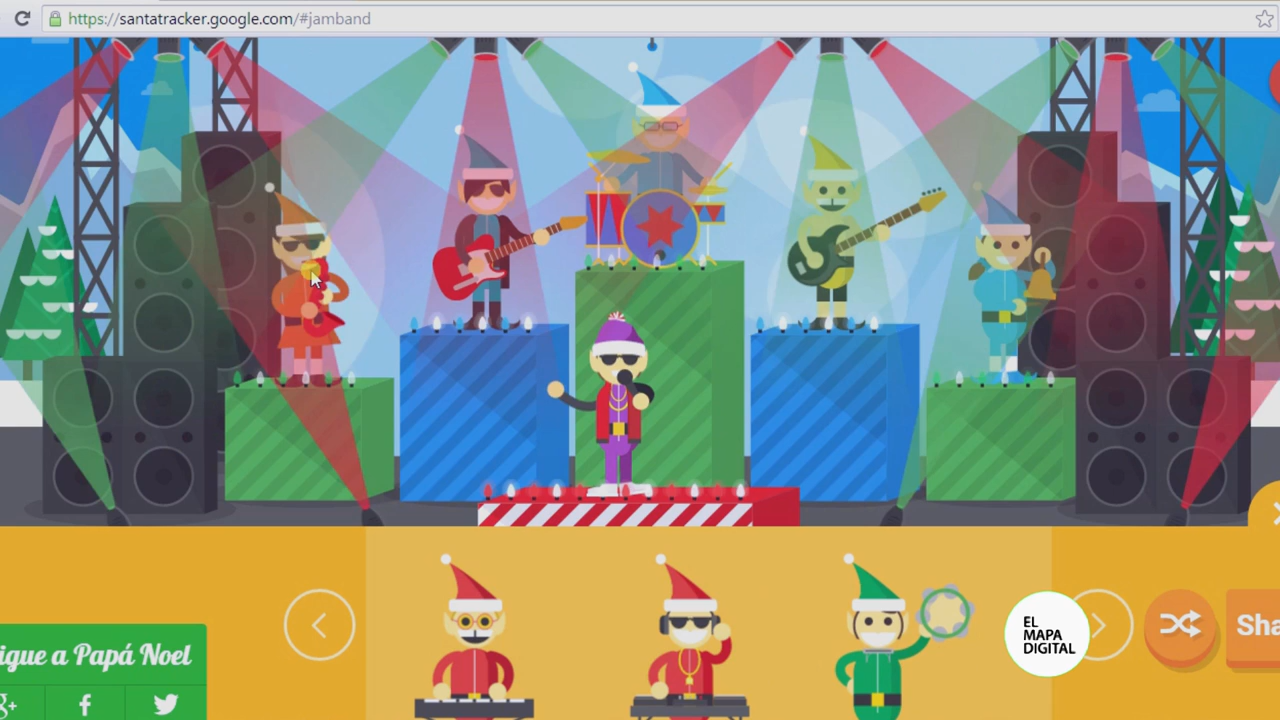 https://santatracker.google.com/#jamband
igue a Papá Noel
g+
EL
MAPA
DIGITAL
Sha